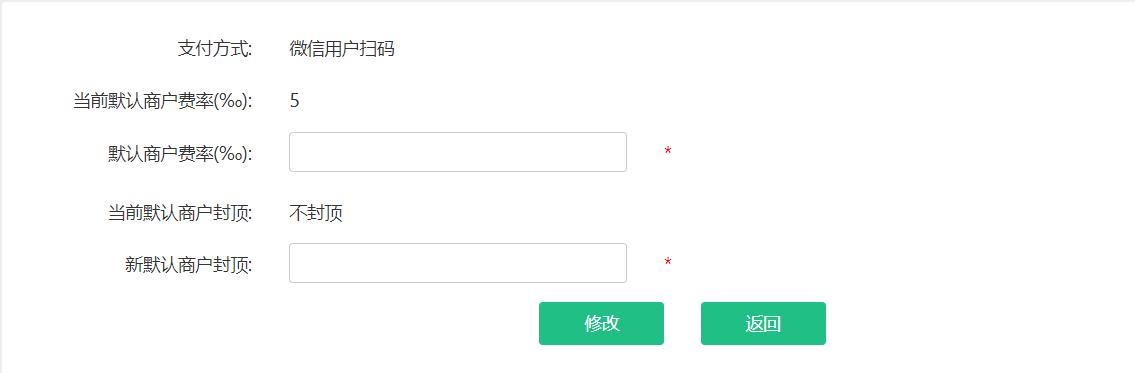 支付方式: 微信用户扫码
当前默认商户费率(‰): 5
默认商户费率(‰): *
当前默认商户封顶: 不封顶
新默认商户封顶: *
修改 返回